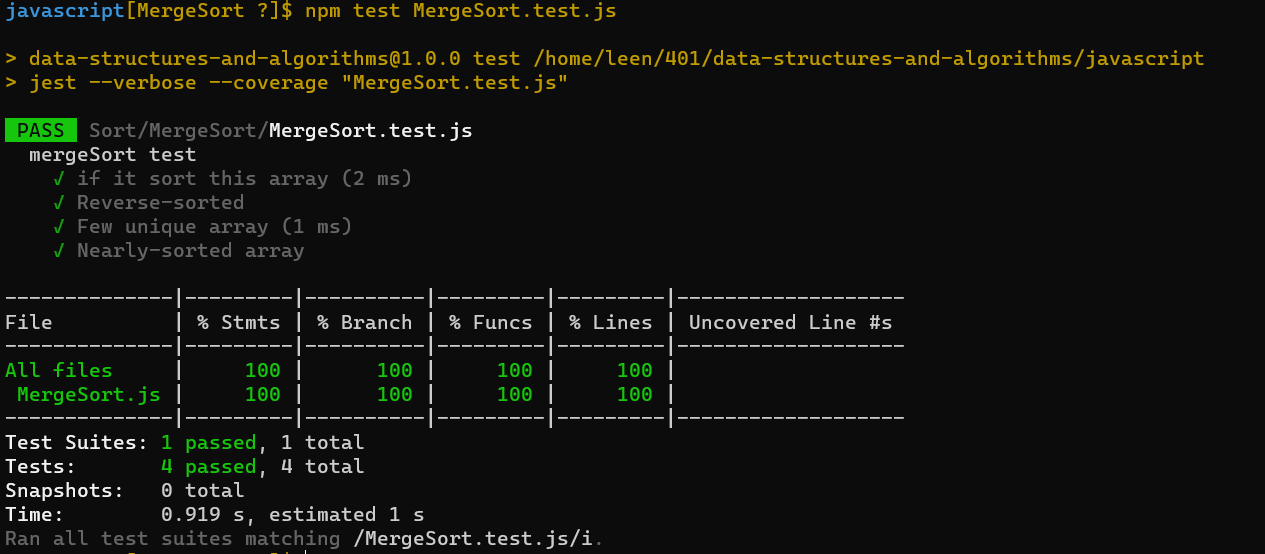 javascript[MergeSort ?]$ npm test MergeSort.test.js
> data-structures-and-algorithms@1.0.0 test /home/leen/401/data-structures-and-algorithms/javascript
> jest --verbose --coverage "MergeSort.test.js"
PASS Sort/MergeSort/MergeSort.test.js
mergeSort test
√ if it sort this array (2 ms)
√ Reverse-sorted
√ Few unique array (1 ms)
√ Nearly-sorted array
--------------|---------|----------|---------|---------|-------------------
File          | % Stmts | % Branch | % Funcs | % Lines | Uncovered Line #s
--------------|---------|----------|---------|---------|-------------------
All files     |     100 |      100 |     100 |     100 |
 MergeSort.js |     100 |      100 |     100 |     100 |
--------------|---------|----------|---------|---------|-------------------
Test Suites: 1 passed, 1 total
Tests:       4 passed, 4 total
Snapshots:   0 total
Time:        0.919 s, estimated 1 s
Ran all test suites matching /MergeSort.test.js/i.